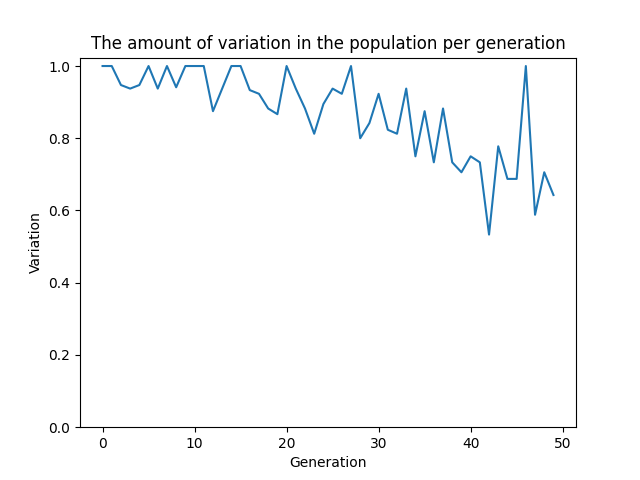 The amount of variation in the population per generation
1.0
0.8
0.6
0.4
0.2
0.0
Variation
0 10 20 30 40 50
Generation